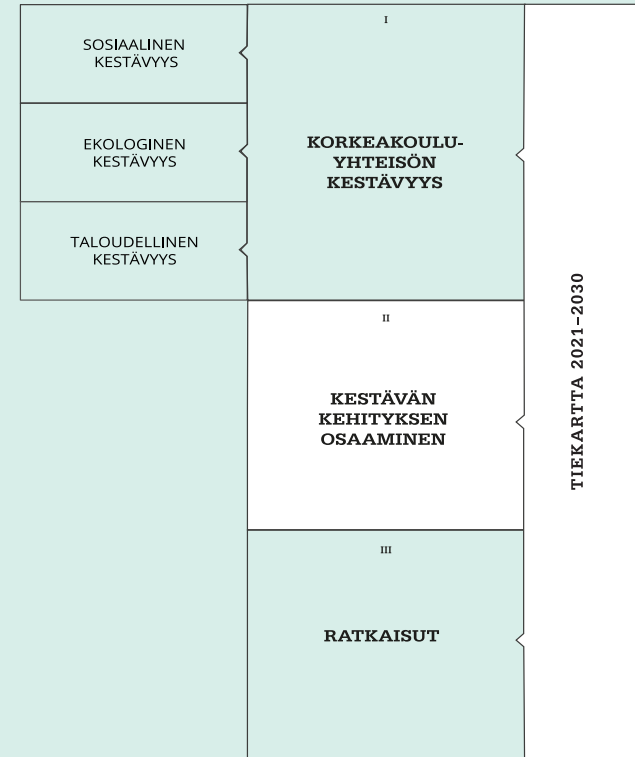 SOSIAALINEN
KESTÄVYYS
EKOLOGINEN
KESTÄVYYS
TALOUDELLINEN
KESTÄVYYS
I
KORKEAKOULU-
YHTEISÖN
KESTÄVYYS
II
KESTÄVÄN
KEHITYKSEN
OSAAMINEN
III
RATKAISUT
TIEKARTTA 2021–2030